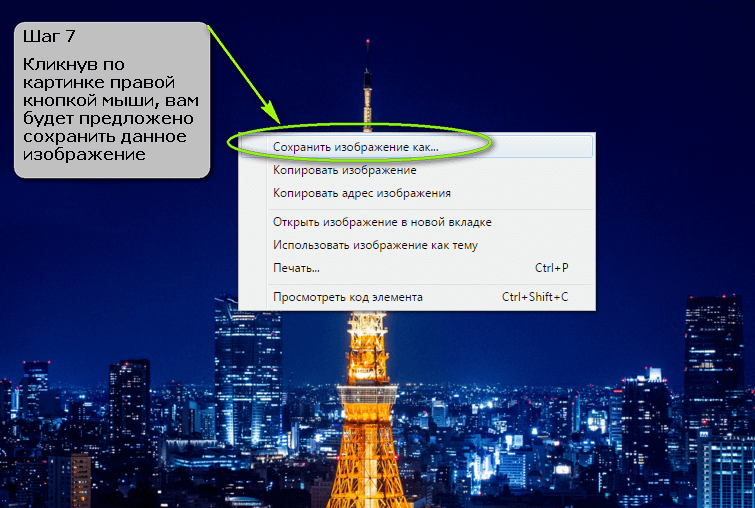 Шаг 7
Кликнув по
картинке правой
кнопкой мыши, вам
будет предложено
сохранить данное
изображение
Сохранить изображение как...
Копировать изображение
Копировать адрес изображения
Открыть изображение в новой вкладке
Использовать изображение как тему
Печать... Ctrl+P
Просмотреть код элемента Ctrl+Shift+C